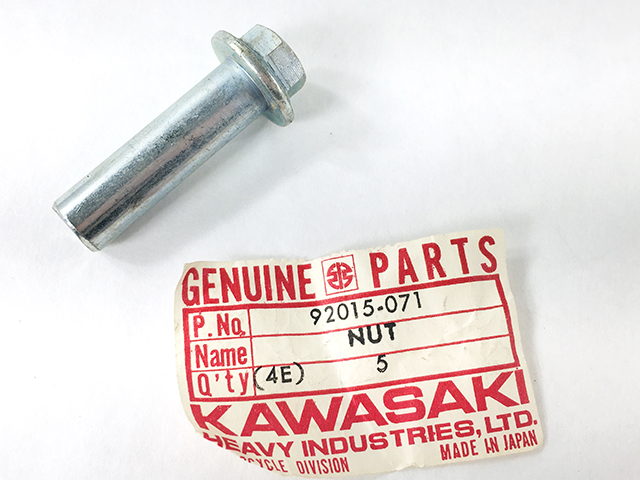 GENUINE PARTS
P. No. 92015-071
Name NUT
Q'ty (4E) 5
KAWASAKI
HEAVY INDUSTRIES, LTD.
CYCLE DIVISION MADE IN JAPAN